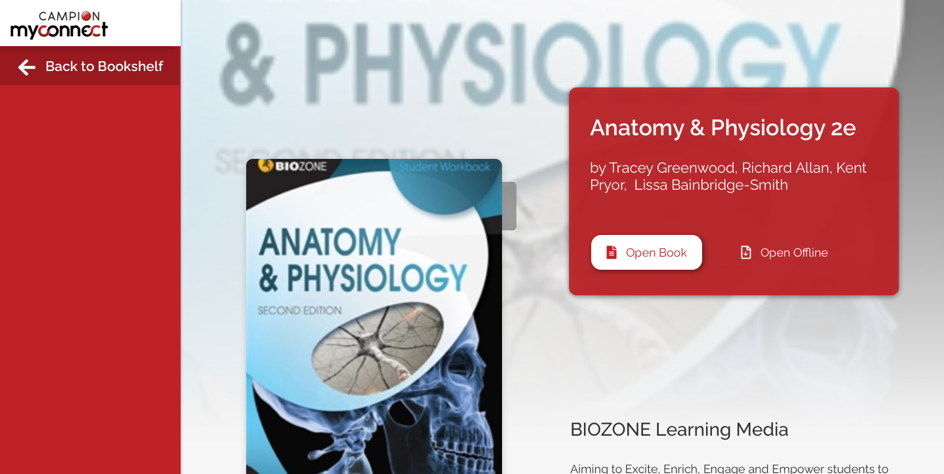 CAMPION
myconnect
Back to Bookshelf
& PHYSIOLOGY
SECOND EDITION
Anatomy & Physiology 2e
by Tracey Greenwood, Richard Allan, Kent
Pryor, Lissa Bainbridge-Smith
Open Book
Open Offline
BIOZONE
Student Workbook
ANATOMY
& PHYSIOLOGY
SECOND EDITION
BIOZONE Learning Media
Aiming to Excite, Enrich, Engage and Empower students to